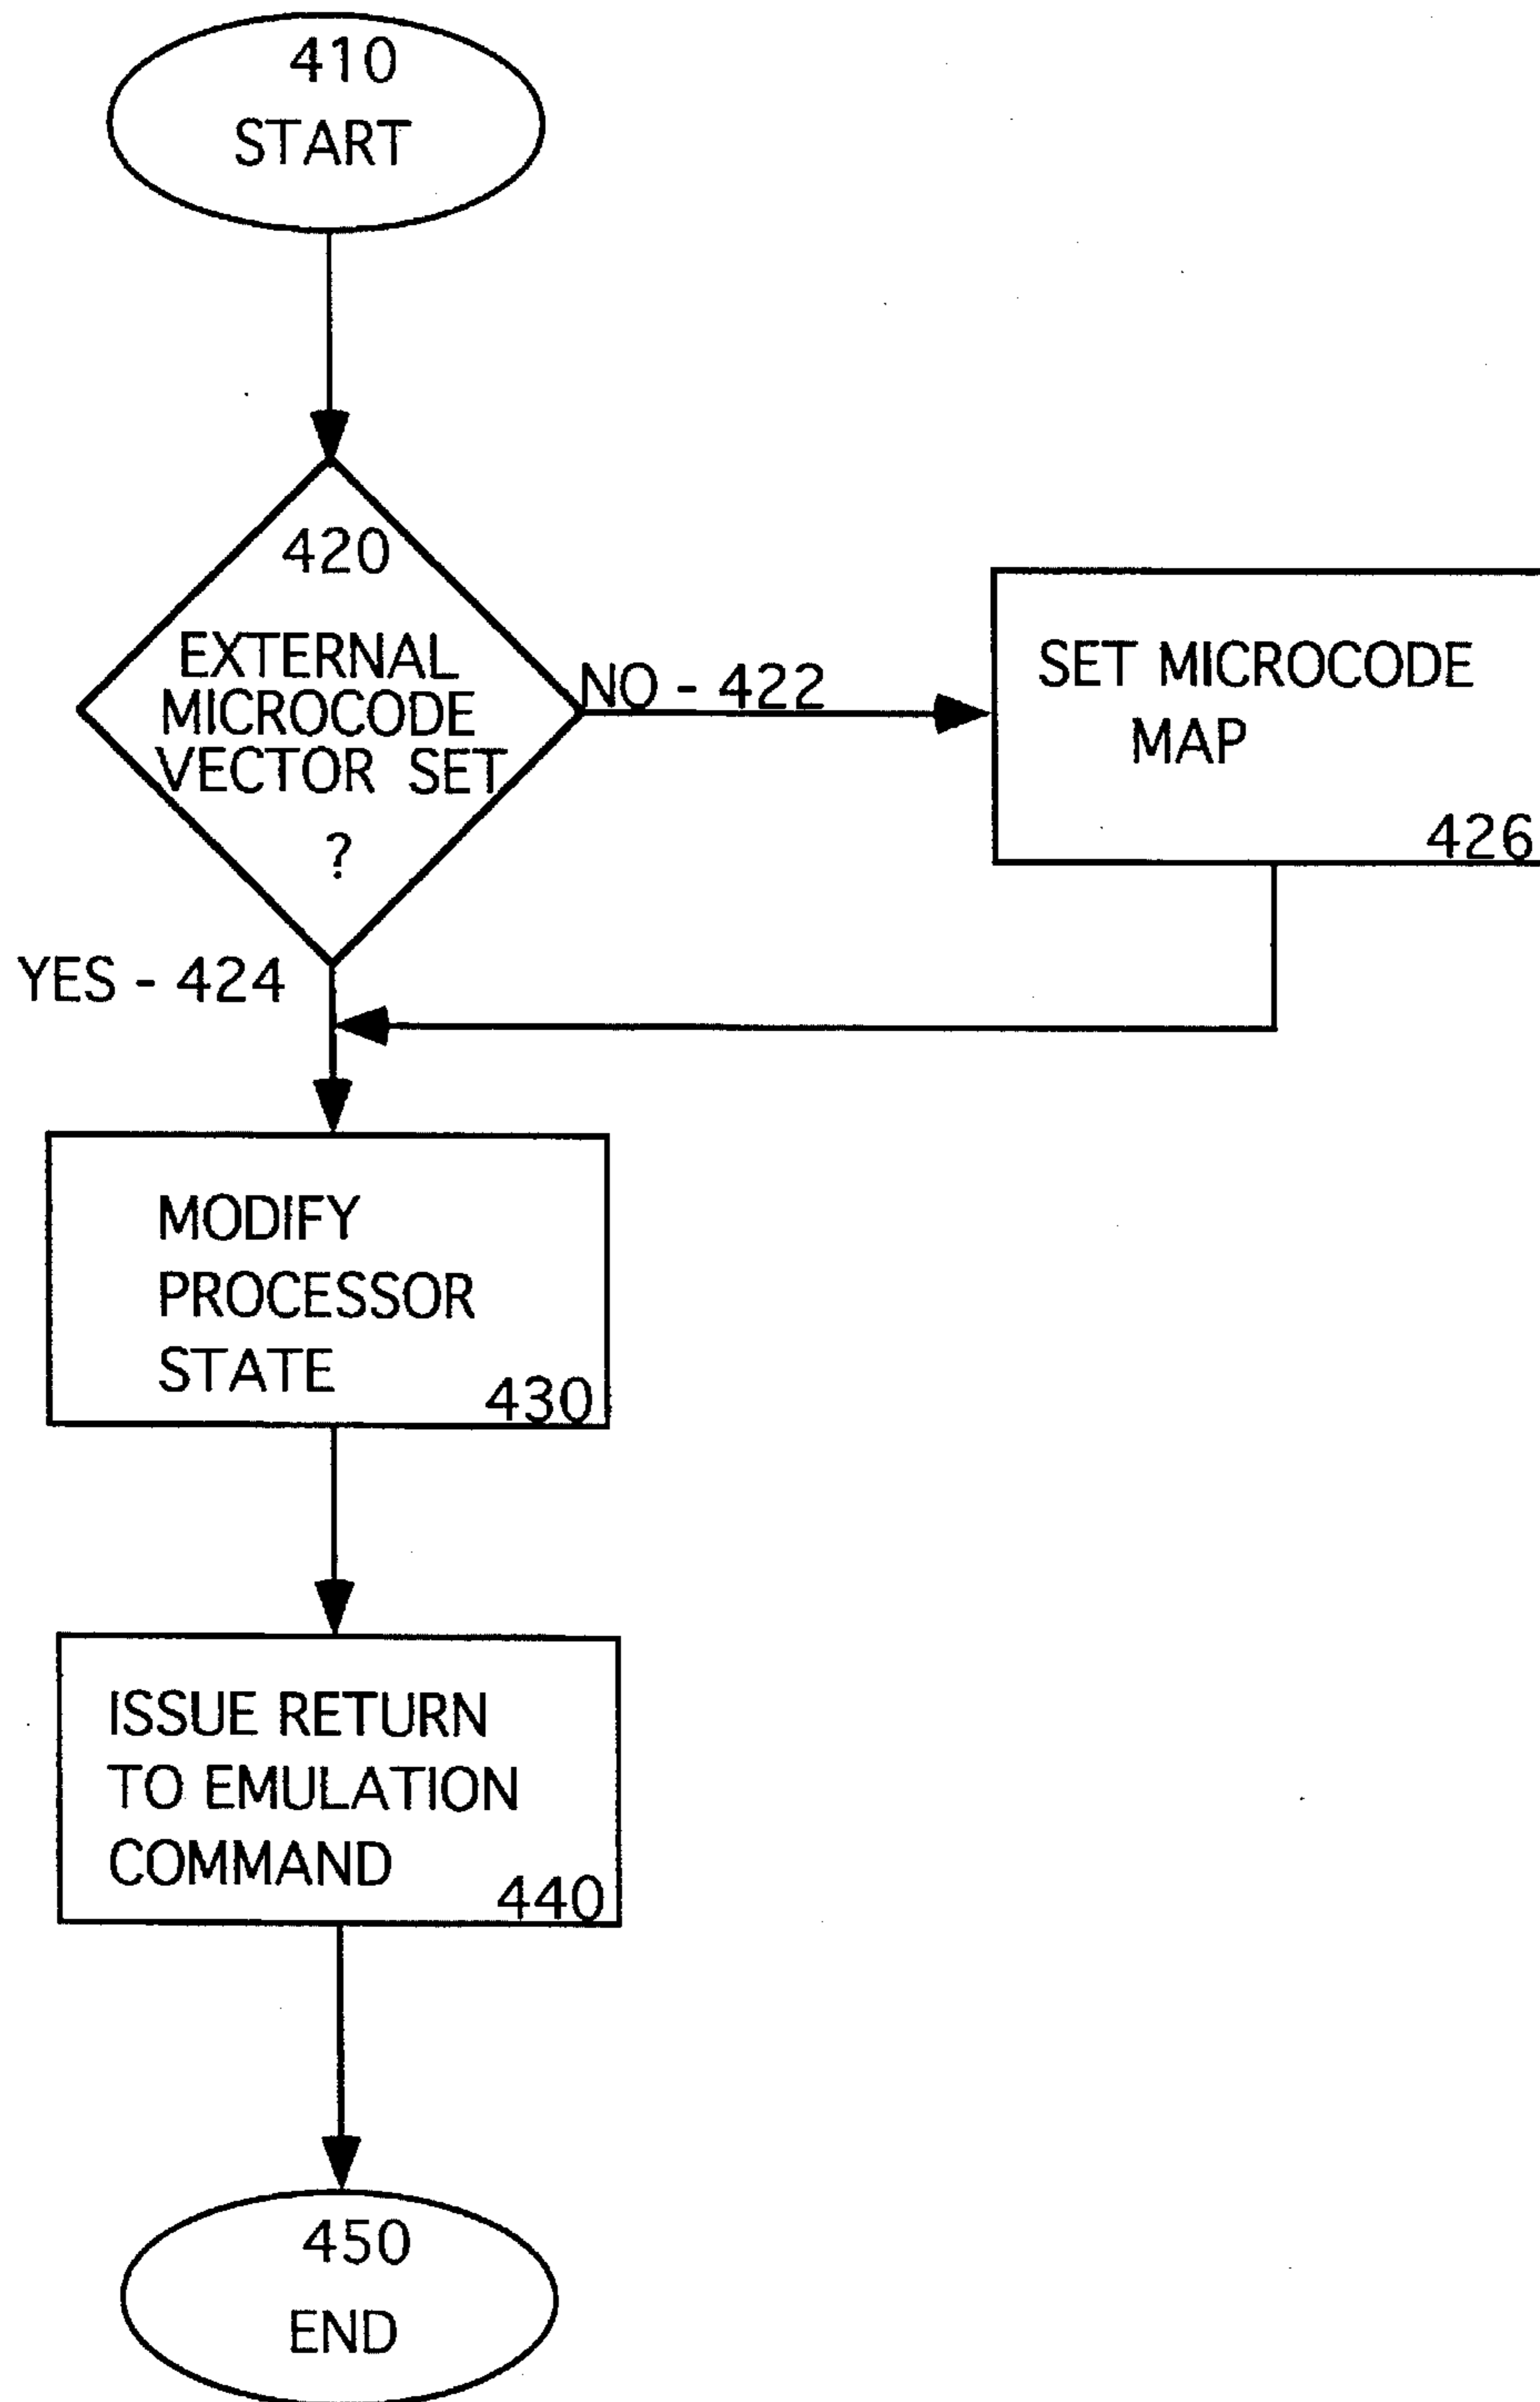 410
START
420
EXTERNAL
MICROCODE
VECTOR SET
?
NO - 422
SET MICROCODE
MAP
426
YES - 424
MODIFY
PROCESSOR
STATE
430
ISSUE RETURN
TO EMULATION
COMMAND
440
450
END